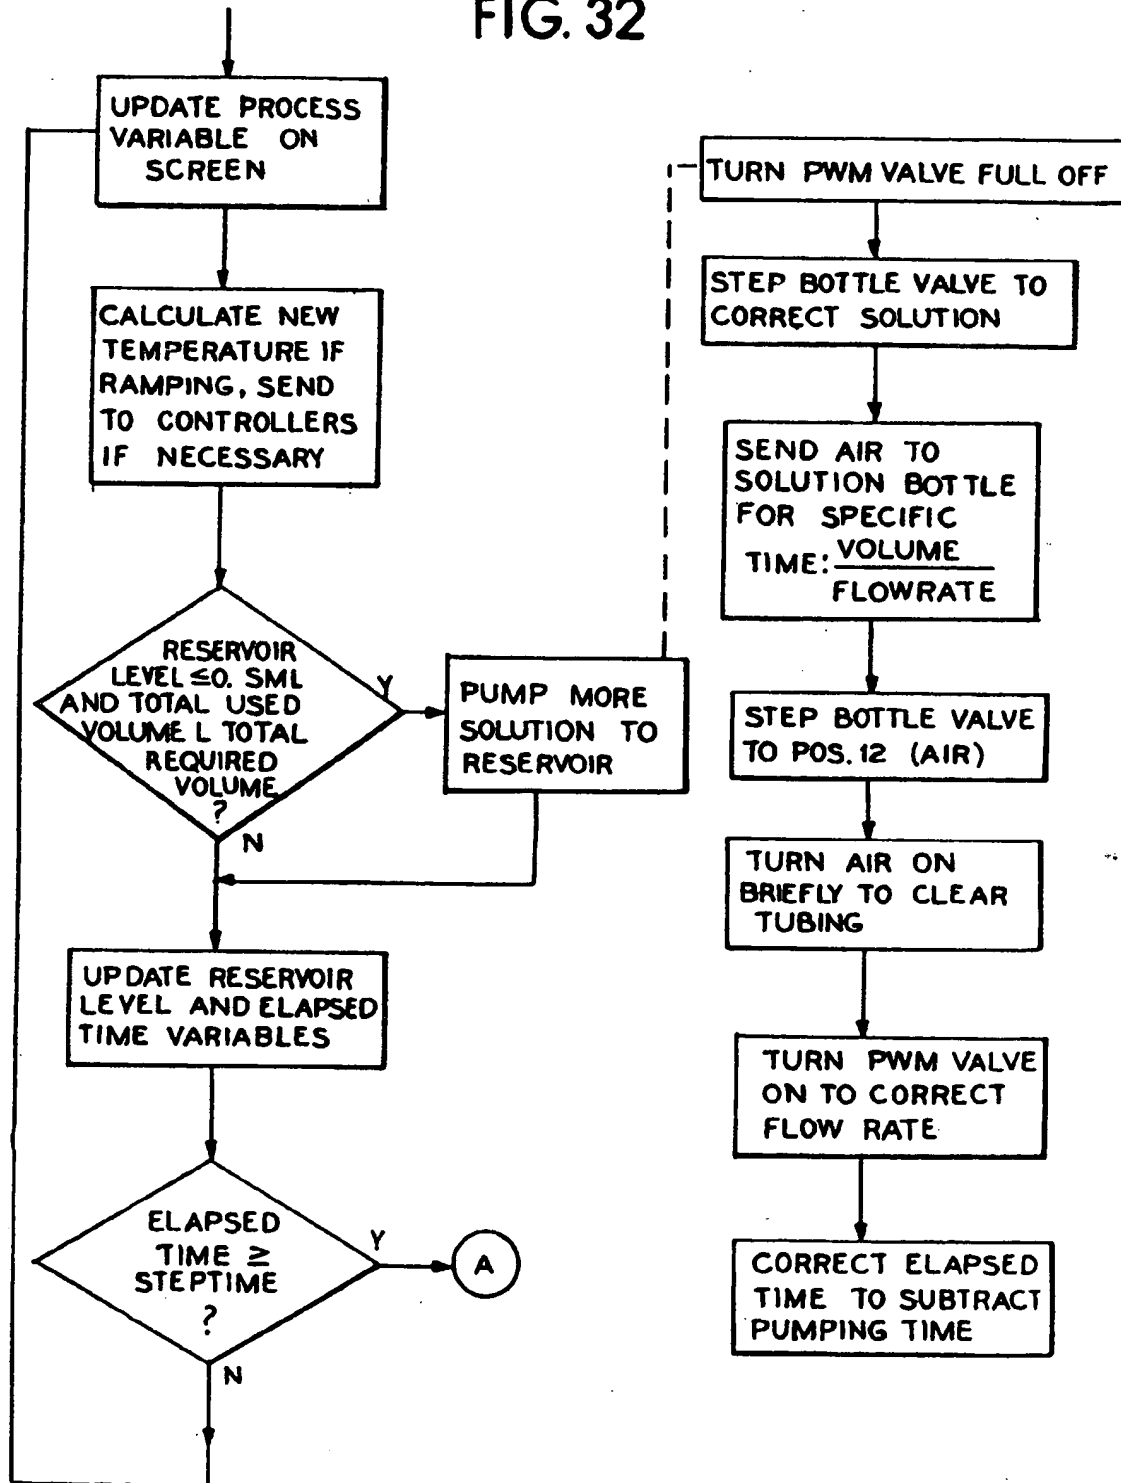 FIG. 32
UPDATE PROCESS
VARIABLE ON
SCREEN
CALCULATE NEW
TEMPERATURE IF
RAMPING, SEND
TO CONTROLLERS
IF NECESSARY
RESERVOIR
LEVEL ≤0. SML
AND TOTAL USED
VOLUME L TOTAL
REQUIRED
VOLUME
?
Y
N
PUMP MORE
SOLUTION TO
RESERVOIR
UPDATE RESERVOIR
LEVEL AND ELAPSED
TIME VARIABLES
ELAPSED
TIME ≥
STEPTIME
?
Y
A
N
TURN PWM VALVE FULL OFF
STEP BOTTLE VALVE TO
CORRECT SOLUTION
SEND AIR TO
SOLUTION BOTTLE
FOR SPECIFIC
TIME: VOLUME
FLOWRATE
STEP BOTTLE VALVE
TO POS. 12 (AIR)
TURN AIR ON
BRIEFLY TO CLEAR
TUBING
TURN PWM VALVE
ON TO CORRECT
FLOW RATE
CORRECT ELAPSED
TIME TO SUBTRACT
PUMPING TIME